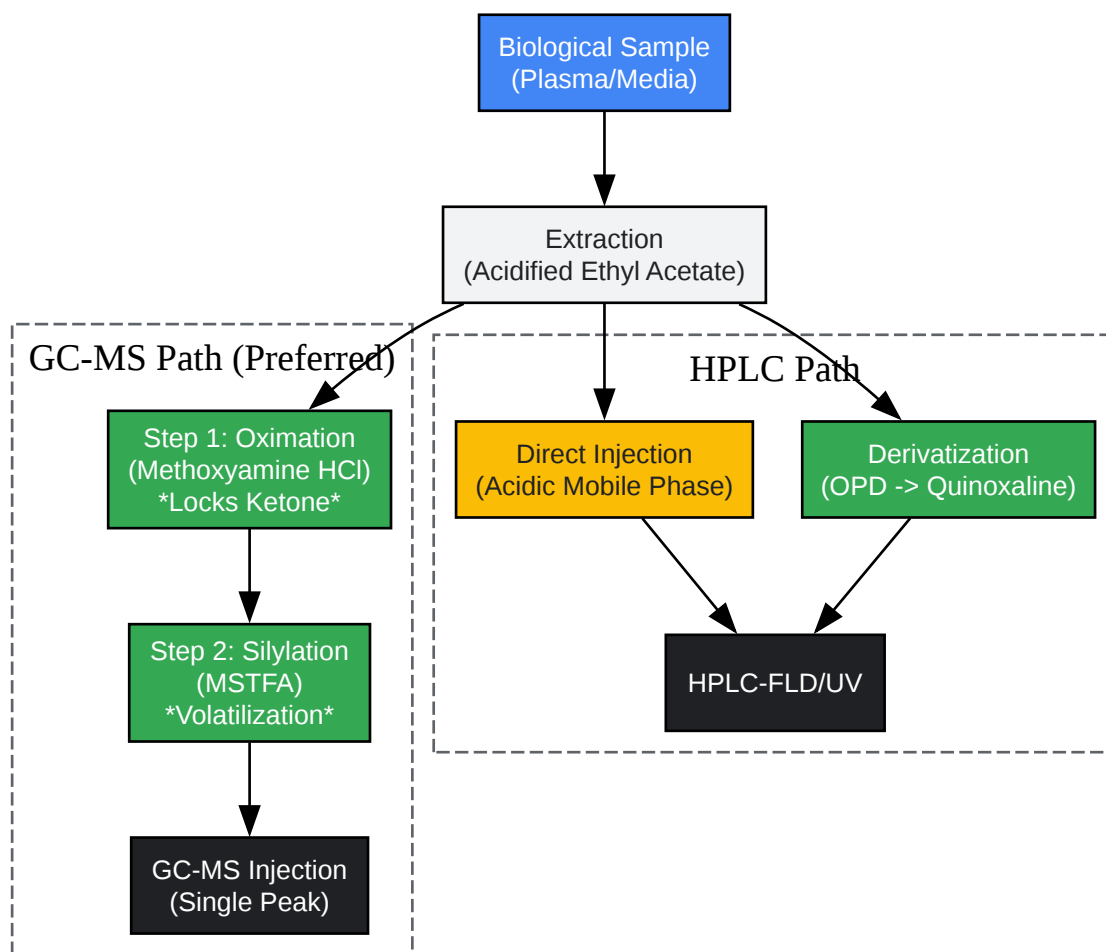 Biological Sample
(Plasma/Media)
Extraction
(Acidified Ethyl Acetate)
GC-MS Path (Preferred)
Step 1: Oximation
(Methoxyamine HCl)
*Locks Ketone*
Step 2: Silylation
(MSTFA)
*Volatilization*
GC-MS Injection
(Single Peak)
HPLC Path
Direct Injection
(Acidic Mobile Phase)
Derivatization
(OPD -> Quinoxaline)
HPLC-FLD/UV